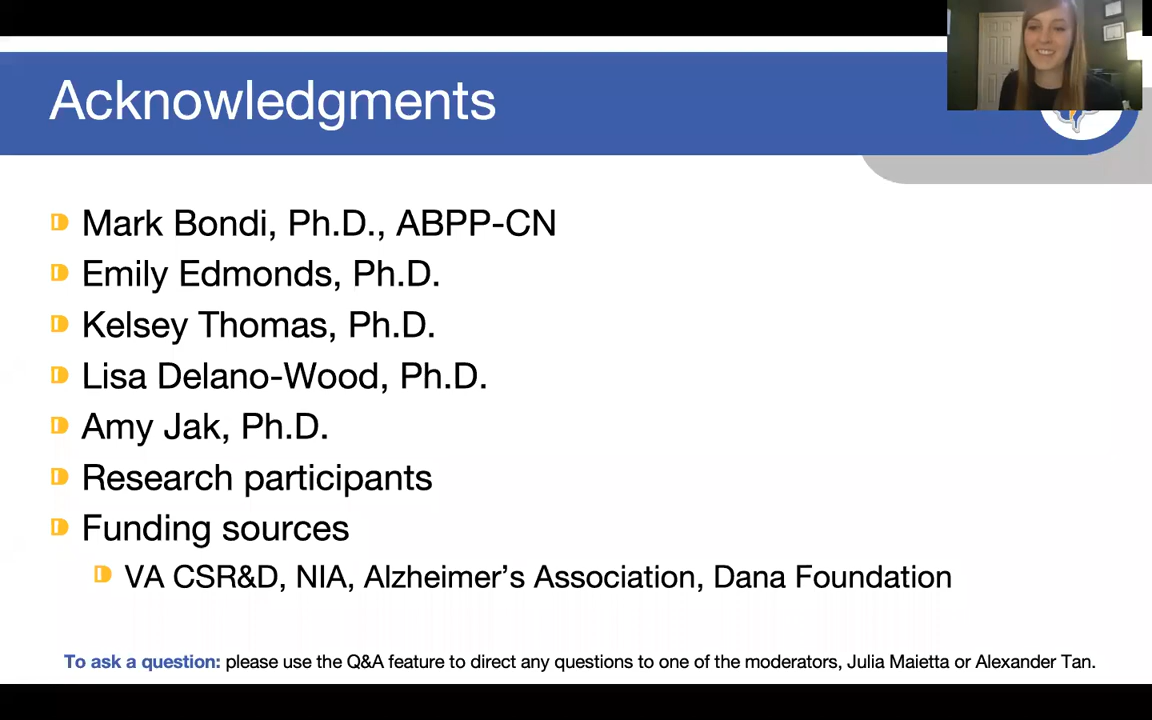 Acknowledgments
Mark Bondi, Ph.D., ABPP-CN
Emily Edmonds, Ph.D.
Kelsey Thomas, Ph.D.
Lisa Delano-Wood, Ph.D.
Amy Jak, Ph.D.
Research participants
Funding sources
VA CSR&D, NIA, Alzheimer’s Association, Dana Foundation
To ask a question: please use the Q&A feature to direct any questions to one of the moderators, Julia Maietta or Alexander Tan.